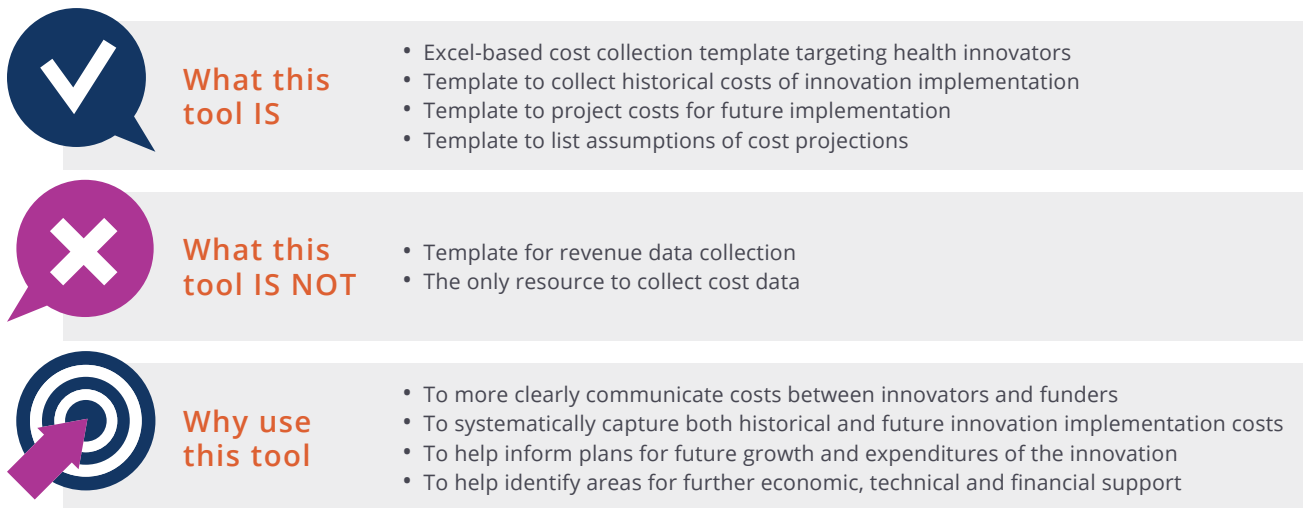 What this
tool IS
• Excel-based cost collection template targeting health innovators
• Template to collect historical costs of innovation implementation
• Template to project costs for future implementation
• Template to list assumptions of cost projections
What this
tool IS NOT
• Template for revenue data collection
• The only resource to collect cost data
Why use
this tool
• To more clearly communicate costs between innovators and funders
• To systematically capture both historical and future innovation implementation costs
• To help inform plans for future growth and expenditures of the innovation
• To help identify areas for further economic, technical and financial support